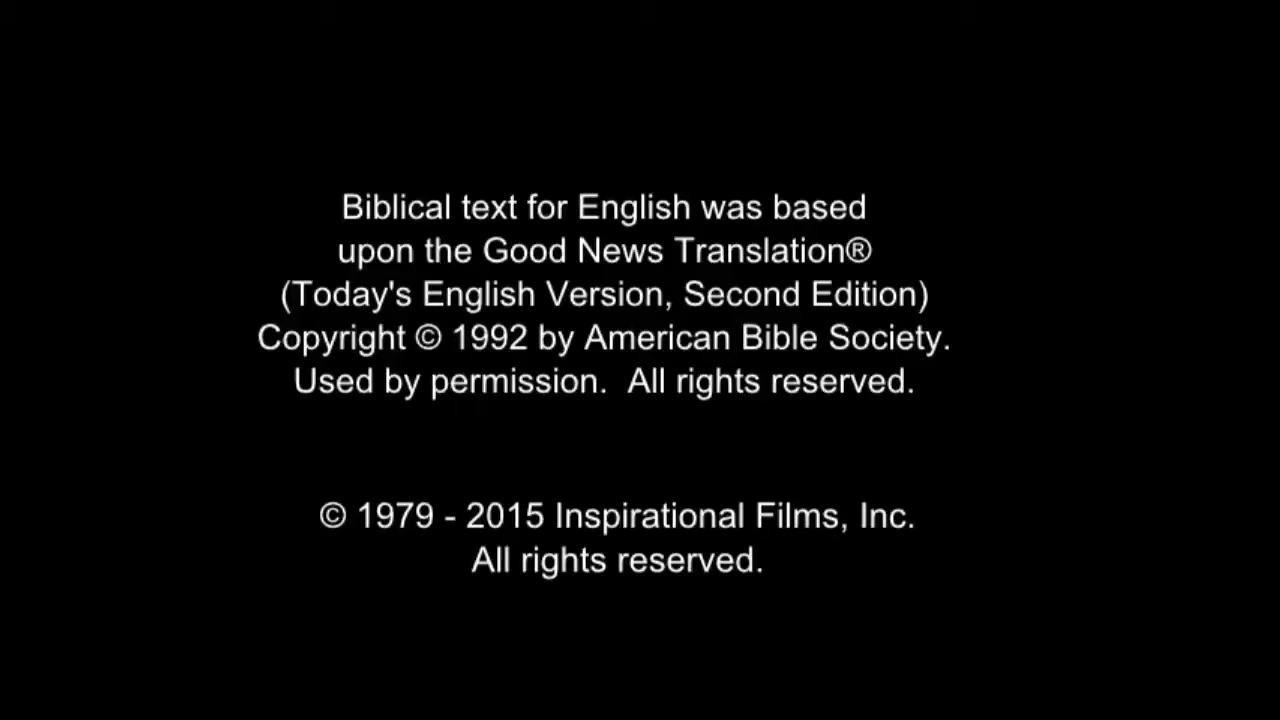 Biblical text for English was based
upon the Good News Translation®
(Today's English Version, Second Edition)
Copyright © 1992 by American Bible Society.
Used by permission.  All rights reserved.
© 1979 - 2015 Inspirational Films, Inc.
All rights reserved.